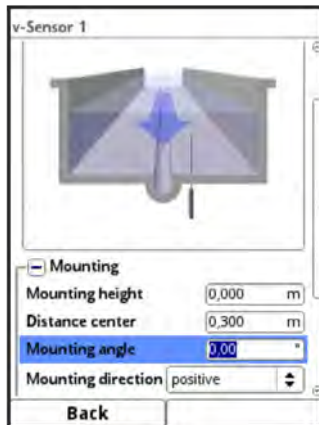 v-Sensor 1
Mounting
Mounting height 0,000 m
Distance center 0,300 m
Mounting angle 0,00 °
Mounting direction positive
Back